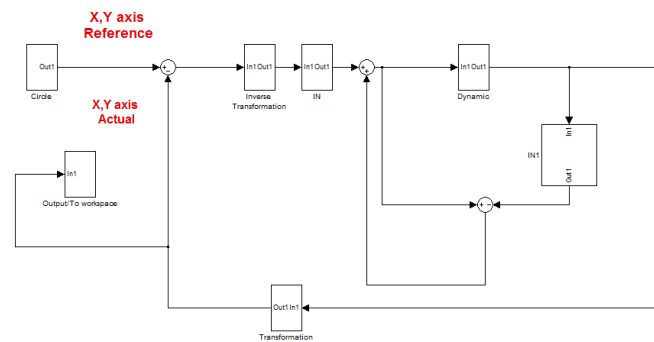 X,Y axis
Reference
Out1
Circle
+
−
In1 Out1
Inverse
Transformation
In1 Out1
IN
+
+
In1 Out1
Dynamic
X,Y axis
Actual
In1
IN1
Out1
In1
Output/To workspace
+
−
Out1 In1
Transformation